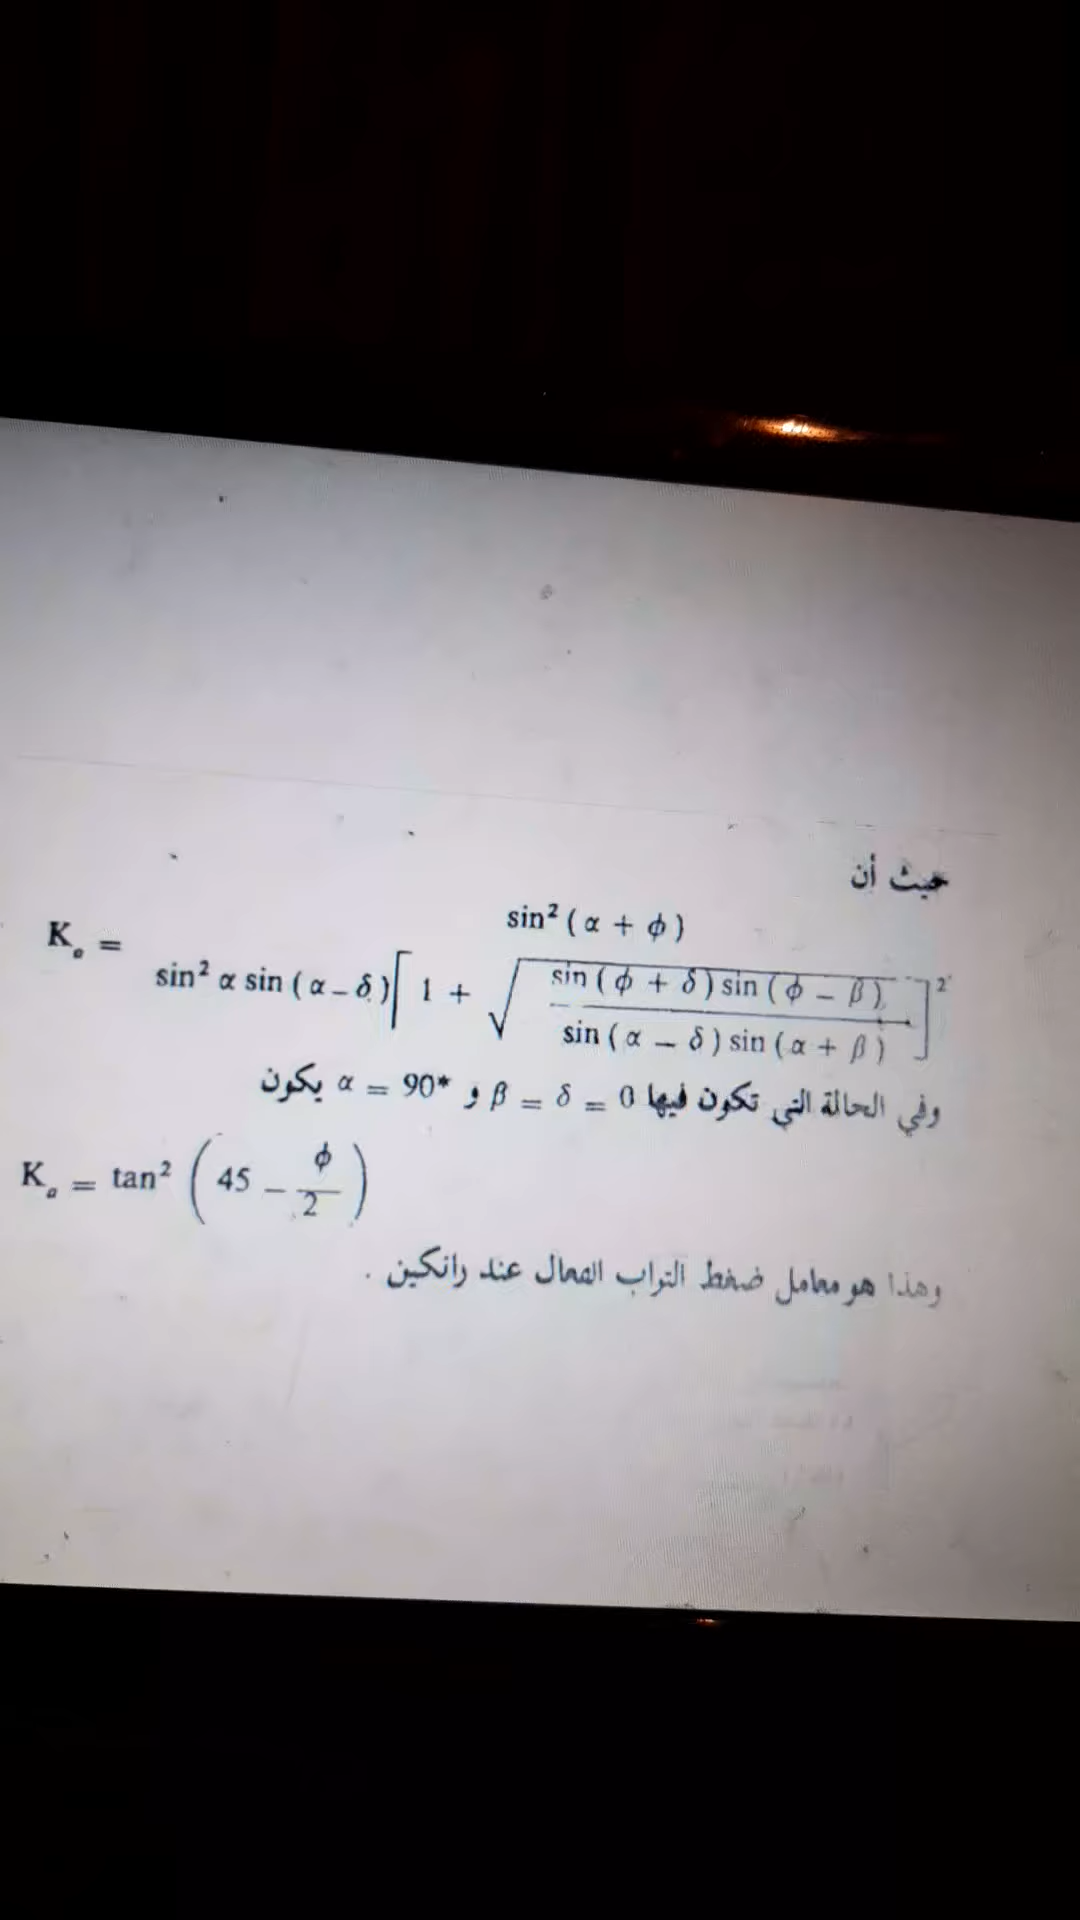 حيث أن
sin² ( α + ϕ )
Kₐ =
sin² α sin ( α – δ ) [ 1 + √ sin ( ϕ + δ ) sin ( ϕ – β ) ]²
sin ( α – δ ) sin ( α + β )
وفي الحالة التي تكون فيها β = δ = 0 و α = 90° يكون
Kₐ = tan² ( 45 – ϕ/2 )
وهذا هو معامل ضغط التراب الفعال عند رانكين .